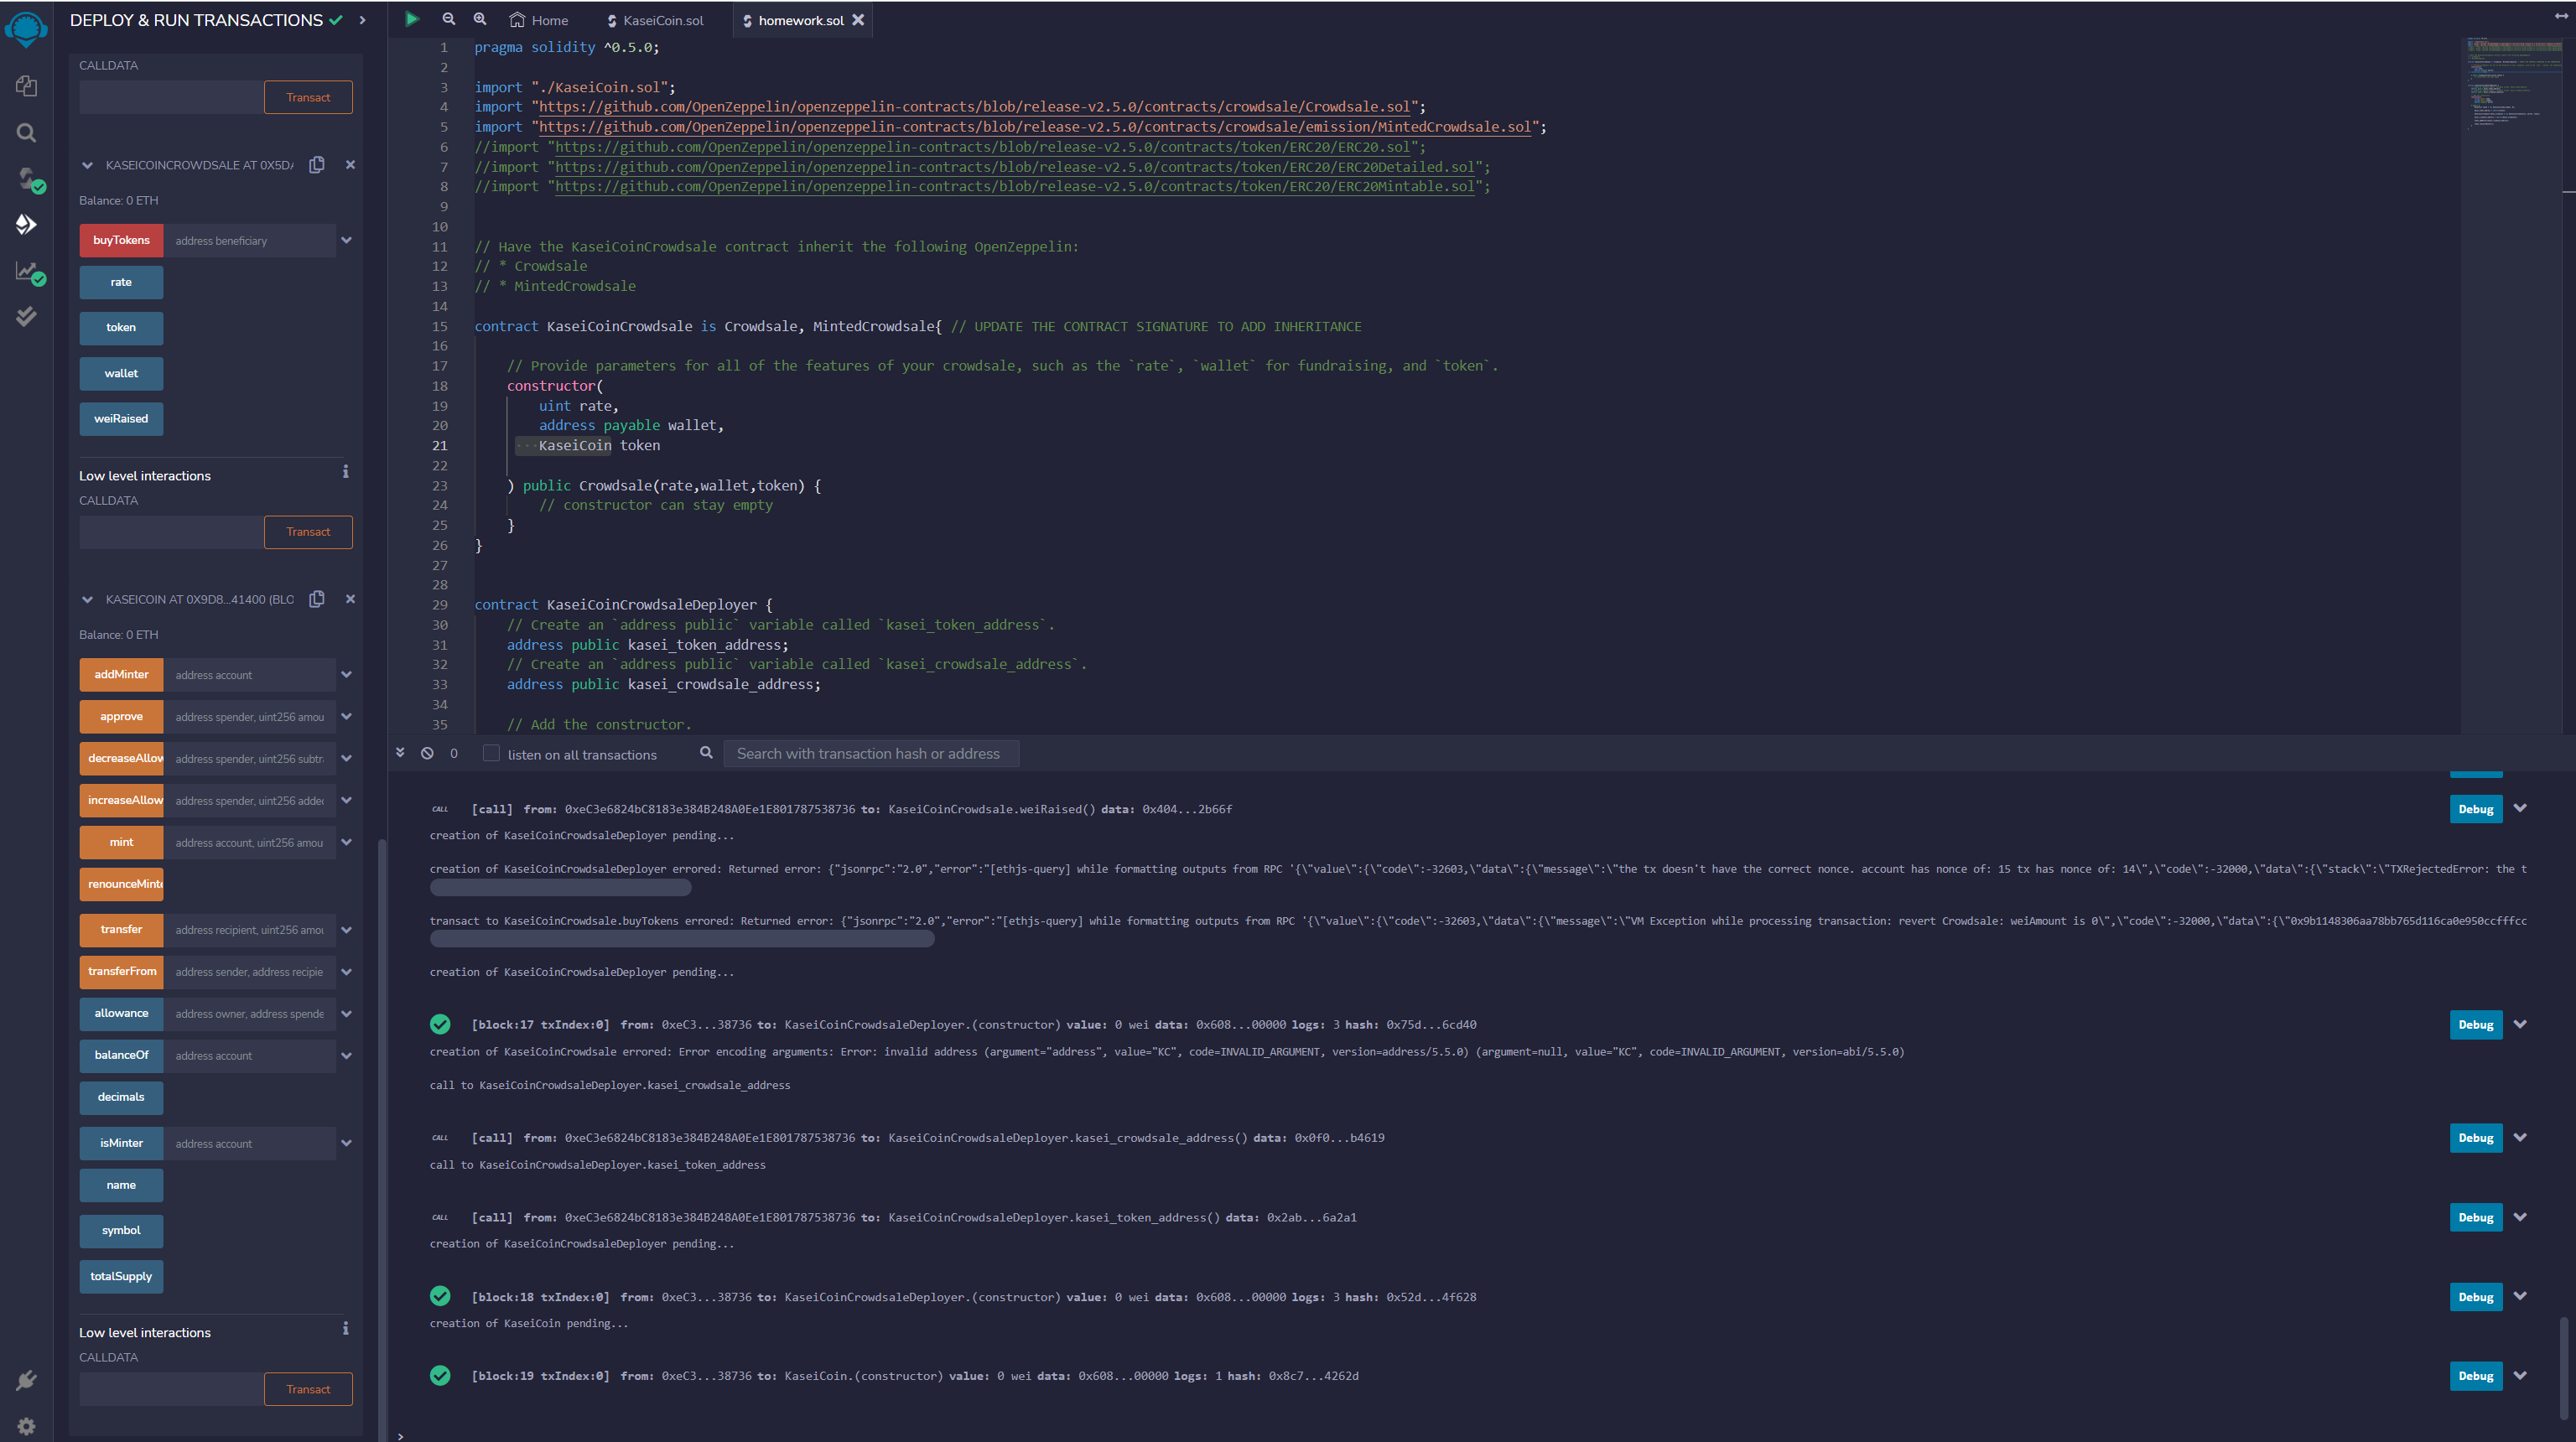 DEPLOY & RUN TRANSACTIONS
CALLDATA
Transact
KASEICOINCROWDSALE AT 0X5DA
Balance: 0 ETH
buyTokens address beneficiary
rate
token
wallet
weiRaised
Low level interactions
CALLDATA
Transact
KASEICOIN AT 0X9D8...41400 (BLO
Balance: 0 ETH
addMinter address account
approve address spender, uint256 amou
decreaseAllow address spender, uint256 subtr
increaseAllow address spender, uint256 added
mint address account, uint256 amou
renounceMinte
transfer address recipient, uint256 amou
transferFrom address sender, address recipie
allowance address owner, address spende
balanceOf address account
decimals
isMinter address account
name
symbol
totalSupply
Low level interactions
CALLDATA
Transact
Home KaseiCoin.sol homework.sol
1 pragma solidity ^0.5.0;
2
3 import "./KaseiCoin.sol";
4 import "https://github.com/OpenZeppelin/openzeppelin-contracts/blob/release-v2.5.0/contracts/crowdsale/Crowdsale.sol";
5 import "https://github.com/OpenZeppelin/openzeppelin-contracts/blob/release-v2.5.0/contracts/crowdsale/emission/MintedCrowdsale.sol";
6 //import "https://github.com/OpenZeppelin/openzeppelin-contracts/blob/release-v2.5.0/contracts/token/ERC20/ERC20.sol";
7 //import "https://github.com/OpenZeppelin/openzeppelin-contracts/blob/release-v2.5.0/contracts/token/ERC20/ERC20Detailed.sol";
8 //import "https://github.com/OpenZeppelin/openzeppelin-contracts/blob/release-v2.5.0/contracts/token/ERC20/ERC20Mintable.sol";
9
10
11 // Have the KaseiCoinCrowdsale contract inherit the following OpenZeppelin:
12 // * Crowdsale
13 // * MintedCrowdsale
14
15 contract KaseiCoinCrowdsale is Crowdsale, MintedCrowdsale{ // UPDATE THE CONTRACT SIGNATURE TO ADD INHERITANCE
16
17 // Provide parameters for all of the features of your crowdsale, such as the `rate`, `wallet` for fundraising, and `token`.
18 constructor(
19 uint rate,
20 address payable wallet,
21 KaseiCoin token
22
23 ) public Crowdsale(rate,wallet,token) {
24 // constructor can stay empty
25 }
26 }
27
28
29 contract KaseiCoinCrowdsaleDeployer {
30 // Create an `address public` variable called `kasei_token_address`.
31 address public kasei_token_address;
32 // Create an `address public` variable called `kasei_crowdsale_address`.
33 address public kasei_crowdsale_address;
34
35 // Add the constructor.
0 listen on all transactions Search with transaction hash or address
CALL [call] from: 0xeC3e6824bC8183e384B248A0Ee1E801787538736 to: KaseiCoinCrowdsale.weiRaised() data: 0x404...2b66f Debug
creation of KaseiCoinCrowdsaleDeployer pending...
creation of KaseiCoinCrowdsaleDeployer errored: Returned error: {"jsonrpc":"2.0","error":"[ethjs-query] while formatting outputs from RPC '{\"value\":{\"code\":-32603,\"data\":{\"message\":\"the tx doesn't have the correct nonce. account has nonce of: 15 tx has nonce of: 14\",\"code\":-32000,\"data\":{\"stack\":\"TXRejectedError: the t
transact to KaseiCoinCrowdsale.buyTokens errored: Returned error: {"jsonrpc":"2.0","error":"[ethjs-query] while formatting outputs from RPC '{\"value\":{\"code\":-32603,\"data\":{\"message\":\"VM Exception while processing transaction: revert Crowdsale: weiAmount is 0\",\"code\":-32000,\"data\":{\"0x9b1148306aa78bb765d116ca0e950ccfffcc
creation of KaseiCoinCrowdsaleDeployer pending...
[block:17 txIndex:0] from: 0xeC3...38736 to: KaseiCoinCrowdsaleDeployer.(constructor) value: 0 wei data: 0x608...00000 logs: 3 hash: 0x75d...6cd40 Debug
creation of KaseiCoinCrowdsale errored: Error encoding arguments: Error: invalid address (argument="address", value="KC", code=INVALID_ARGUMENT, version=address/5.5.0) (argument=null, value="KC", code=INVALID_ARGUMENT, version=abi/5.5.0)
call to KaseiCoinCrowdsaleDeployer.kasei_crowdsale_address
CALL [call] from: 0xeC3e6824bC8183e384B248A0Ee1E801787538736 to: KaseiCoinCrowdsaleDeployer.kasei_crowdsale_address() data: 0x0f0...b4619 Debug
call to KaseiCoinCrowdsaleDeployer.kasei_token_address
CALL [call] from: 0xeC3e6824bC8183e384B248A0Ee1E801787538736 to: KaseiCoinCrowdsaleDeployer.kasei_token_address() data: 0x2ab...6a2a1 Debug
creation of KaseiCoinCrowdsaleDeployer pending...
[block:18 txIndex:0] from: 0xeC3...38736 to: KaseiCoinCrowdsaleDeployer.(constructor) value: 0 wei data: 0x608...00000 logs: 3 hash: 0x52d...4f628 Debug
creation of KaseiCoin pending...
[block:19 txIndex:0] from: 0xeC3...38736 to: KaseiCoin.(constructor) value: 0 wei data: 0x608...00000 logs: 1 hash: 0x8c7...4262d Debug
>